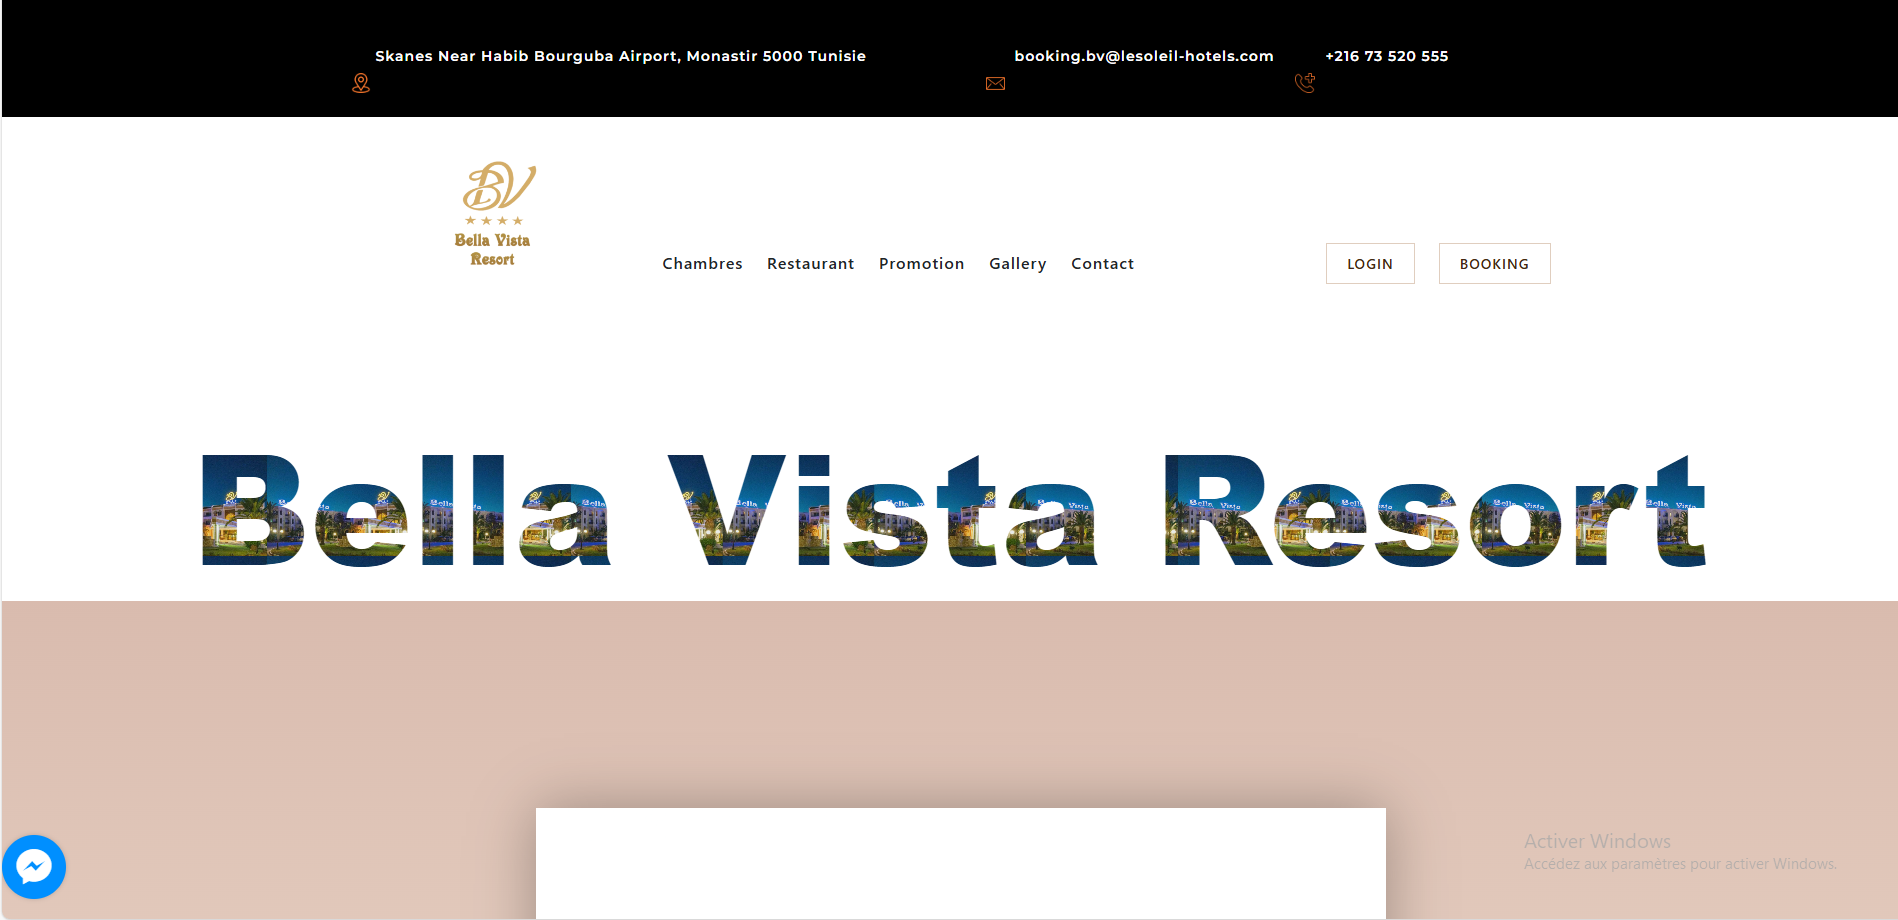 Skanes Near Habib Bourguba Airport, Monastir 5000 Tunisie
booking.bv@lesoleil-hotels.com
+216 73 520 555
BV
Bella Vista
Resort
Chambres Restaurant Promotion Gallery Contact
LOGIN BOOKING
Bella Vista Resort
Activer Windows
Accédez aux paramètres pour activer Windows.